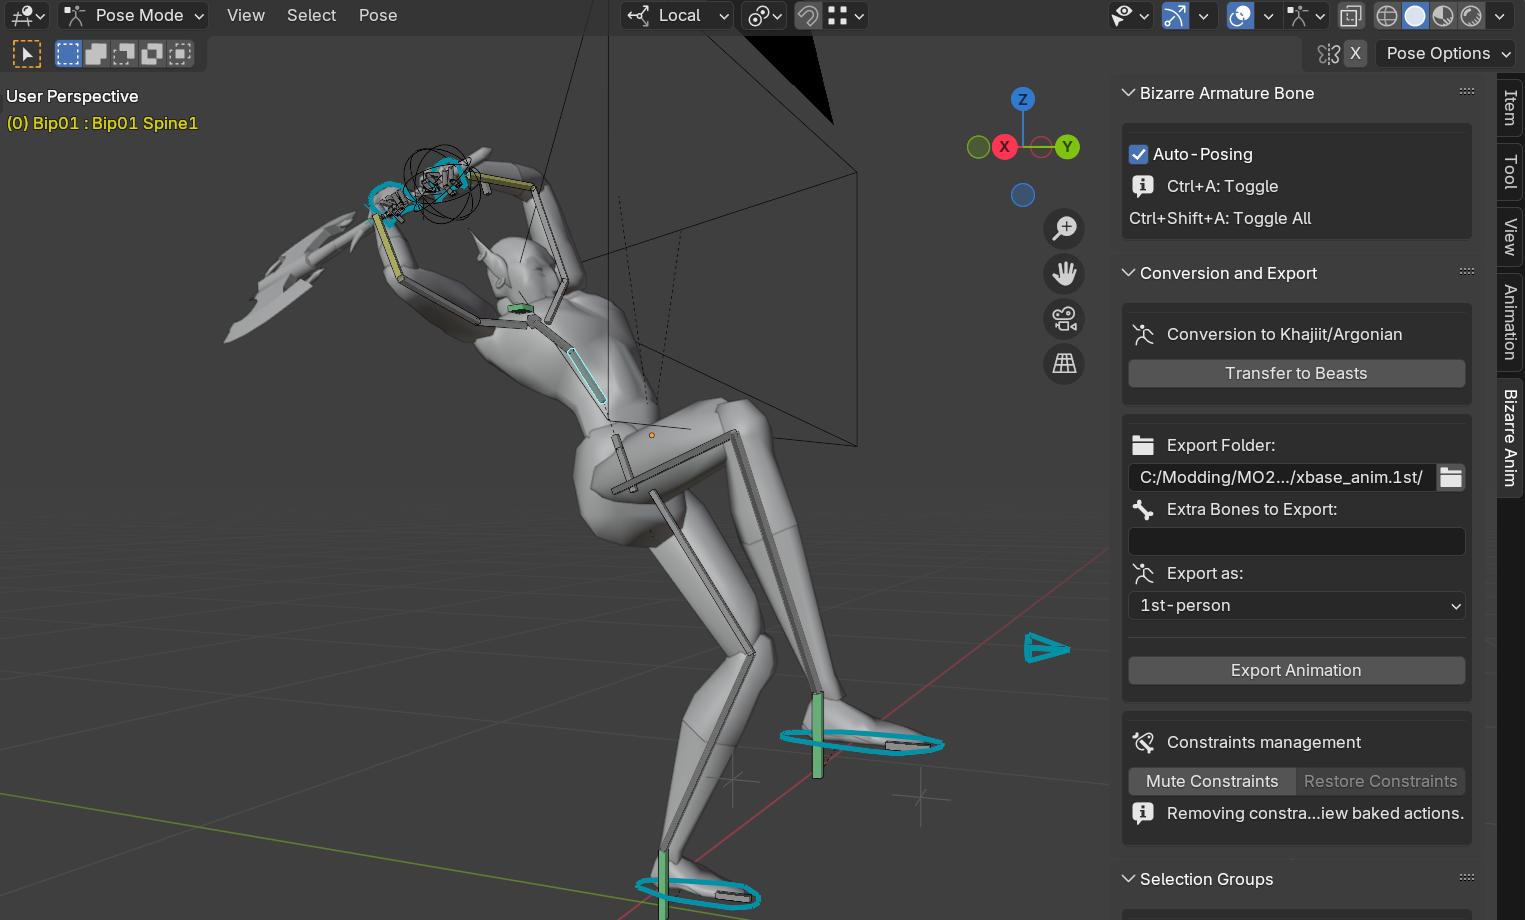 Pose Mode
View
Select
Pose
Local
X
Pose Options
User Perspective
(0) Bip01 : Bip01 Spine1
Z
X
Y
Bizarre Armature Bone
Auto-Posing
Ctrl+A: Toggle
Ctrl+Shift+A: Toggle All
Conversion and Export
Conversion to Khajiit/Argonian
Transfer to Beasts
Export Folder:
C:/Modding/MO2.../xbase_anim.1st/
Extra Bones to Export:
Export as:
1st-person
Export Animation
Constraints management
Mute Constraints
Restore Constraints
Removing constra...iew baked actions.
Selection Groups
Item
Tool
View
Animation
Bizarre Anim